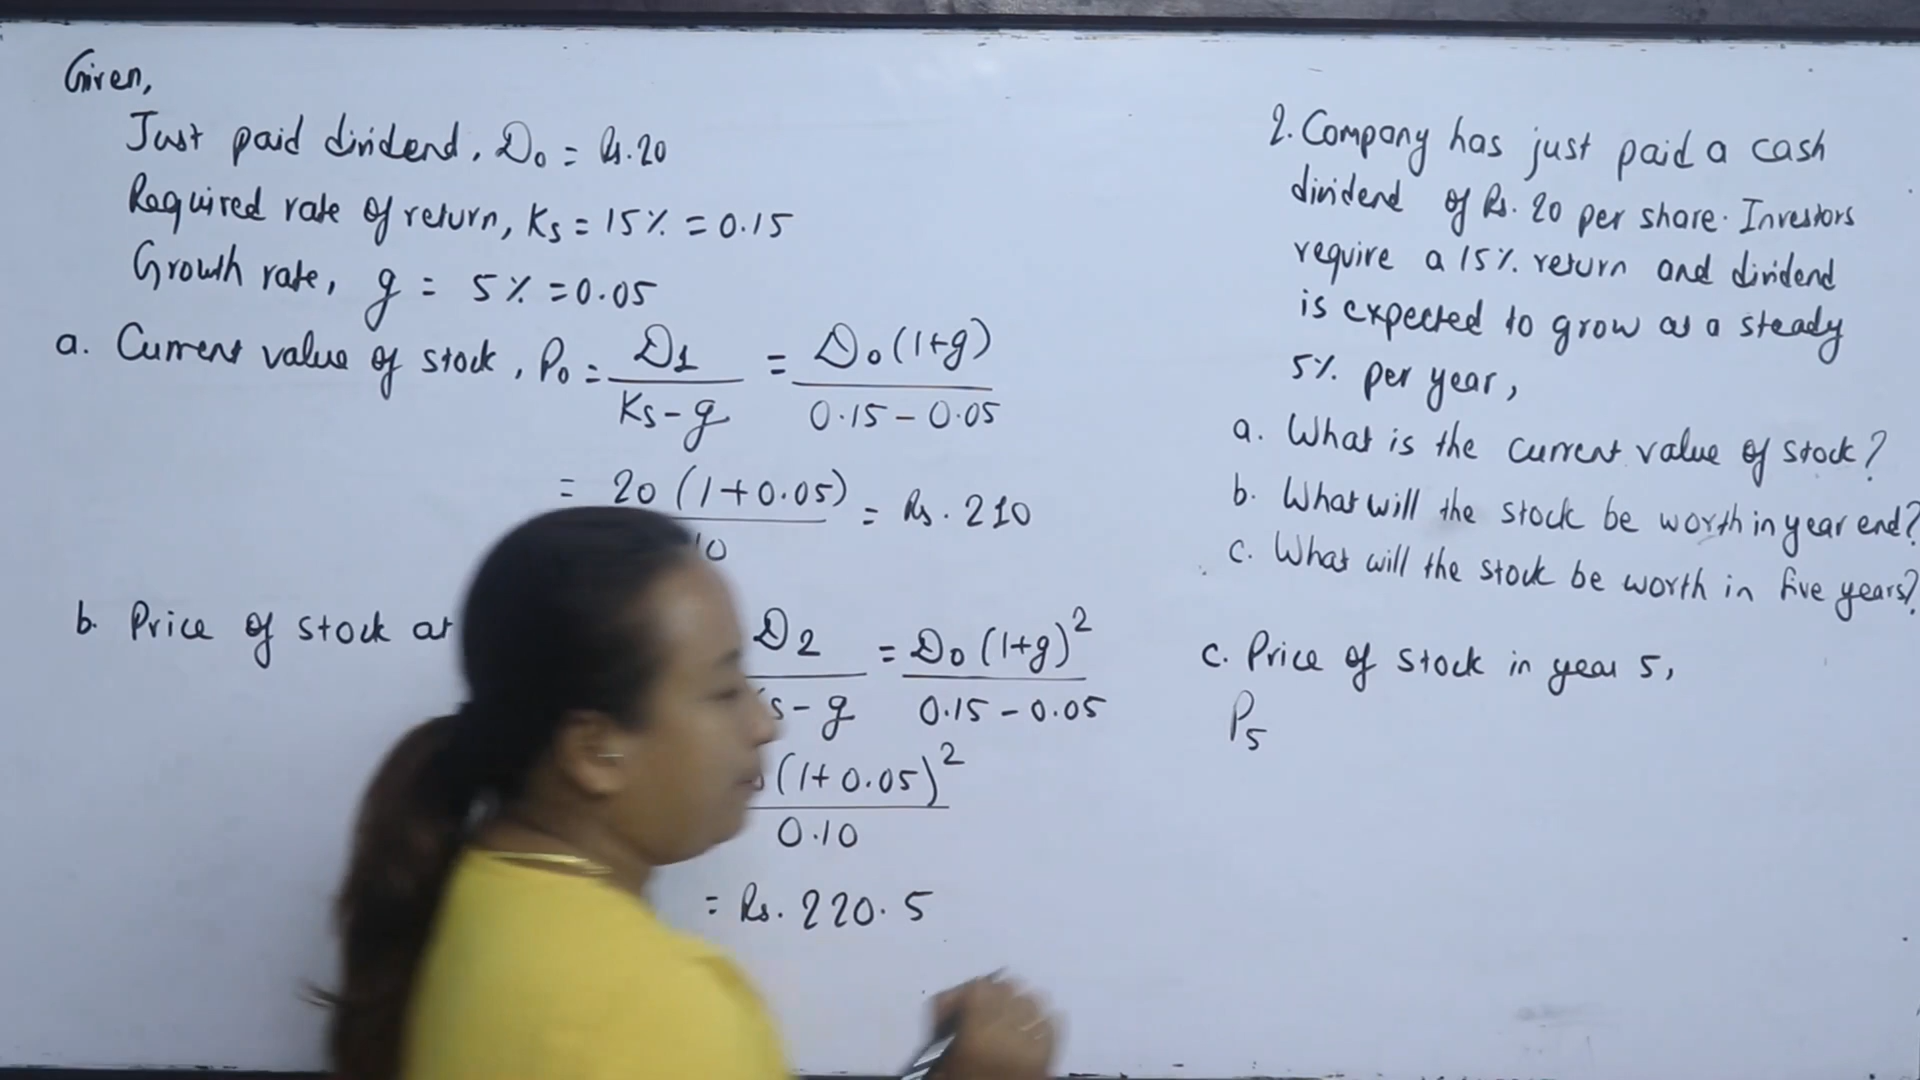 Given,
Just paid dividend, D₀ = Rs.20
Required rate of return, Ks = 15% = 0.15
Growth rate, g = 5% = 0.05
a. Current value of stock, P₀ = D₁ / Ks - g = D₀ (1+g) / 0.15 - 0.05
= 20 (1+0.05) / 10 = Rs. 210
b. Price of stock at D₂ / s - g = D₀ (1+g)² / 0.15 - 0.05
(1+0.05)² / 0.10
= Rs. 220.5
2. Company has just paid a cash
dividend of Rs. 20 per share. Investors
require a 15% return and dividend
is expected to grow at a steady
5% per year,
a. What is the current value of stock?
b. What will the stock be worth in year end?
c. What will the stock be worth in five years?
c. Price of stock in year 5,
P₅